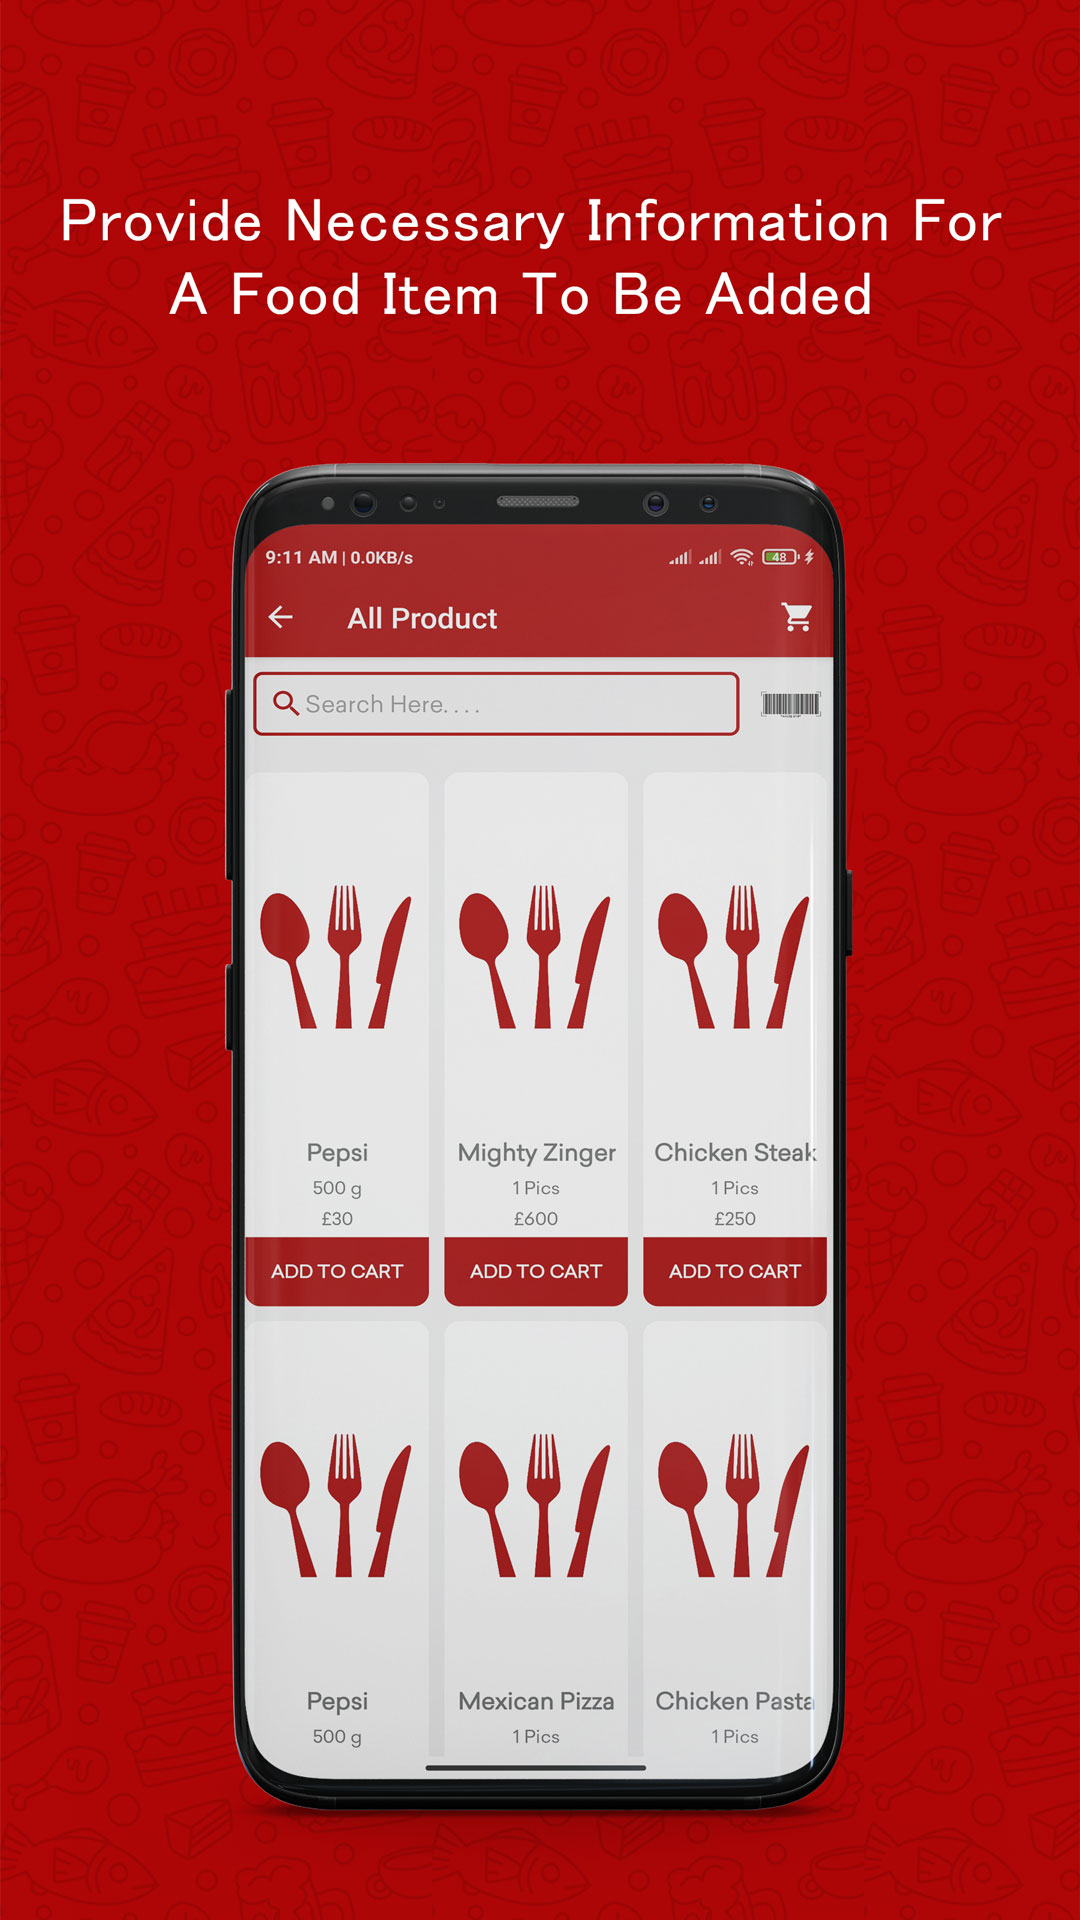 Provide Necessary Information For
A Food Item To Be Added
9:11 AM | 0.0KB/s
48
All Product
Search Here. . . .
Pepsi
500 g
£30
ADD TO CART
Mighty Zinger
1 Pics
£600
ADD TO CART
Chicken Steak
1 Pics
£250
ADD TO CART
Pepsi
500 g
Mexican Pizza
1 Pics
Chicken Pasta
1 Pics